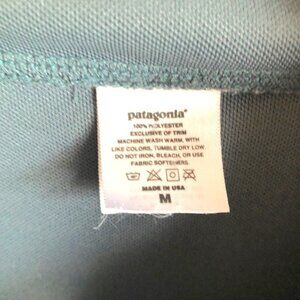 patagonia®
100% POLYESTER
EXCLUSIVE OF TRIM
MACHINE WASH WARM, WITH
LIKE COLORS, TUMBLE DRY LOW.
DO NOT IRON, BLEACH, OR USE
FABRIC SOFTENERS.
MADE IN USA
M